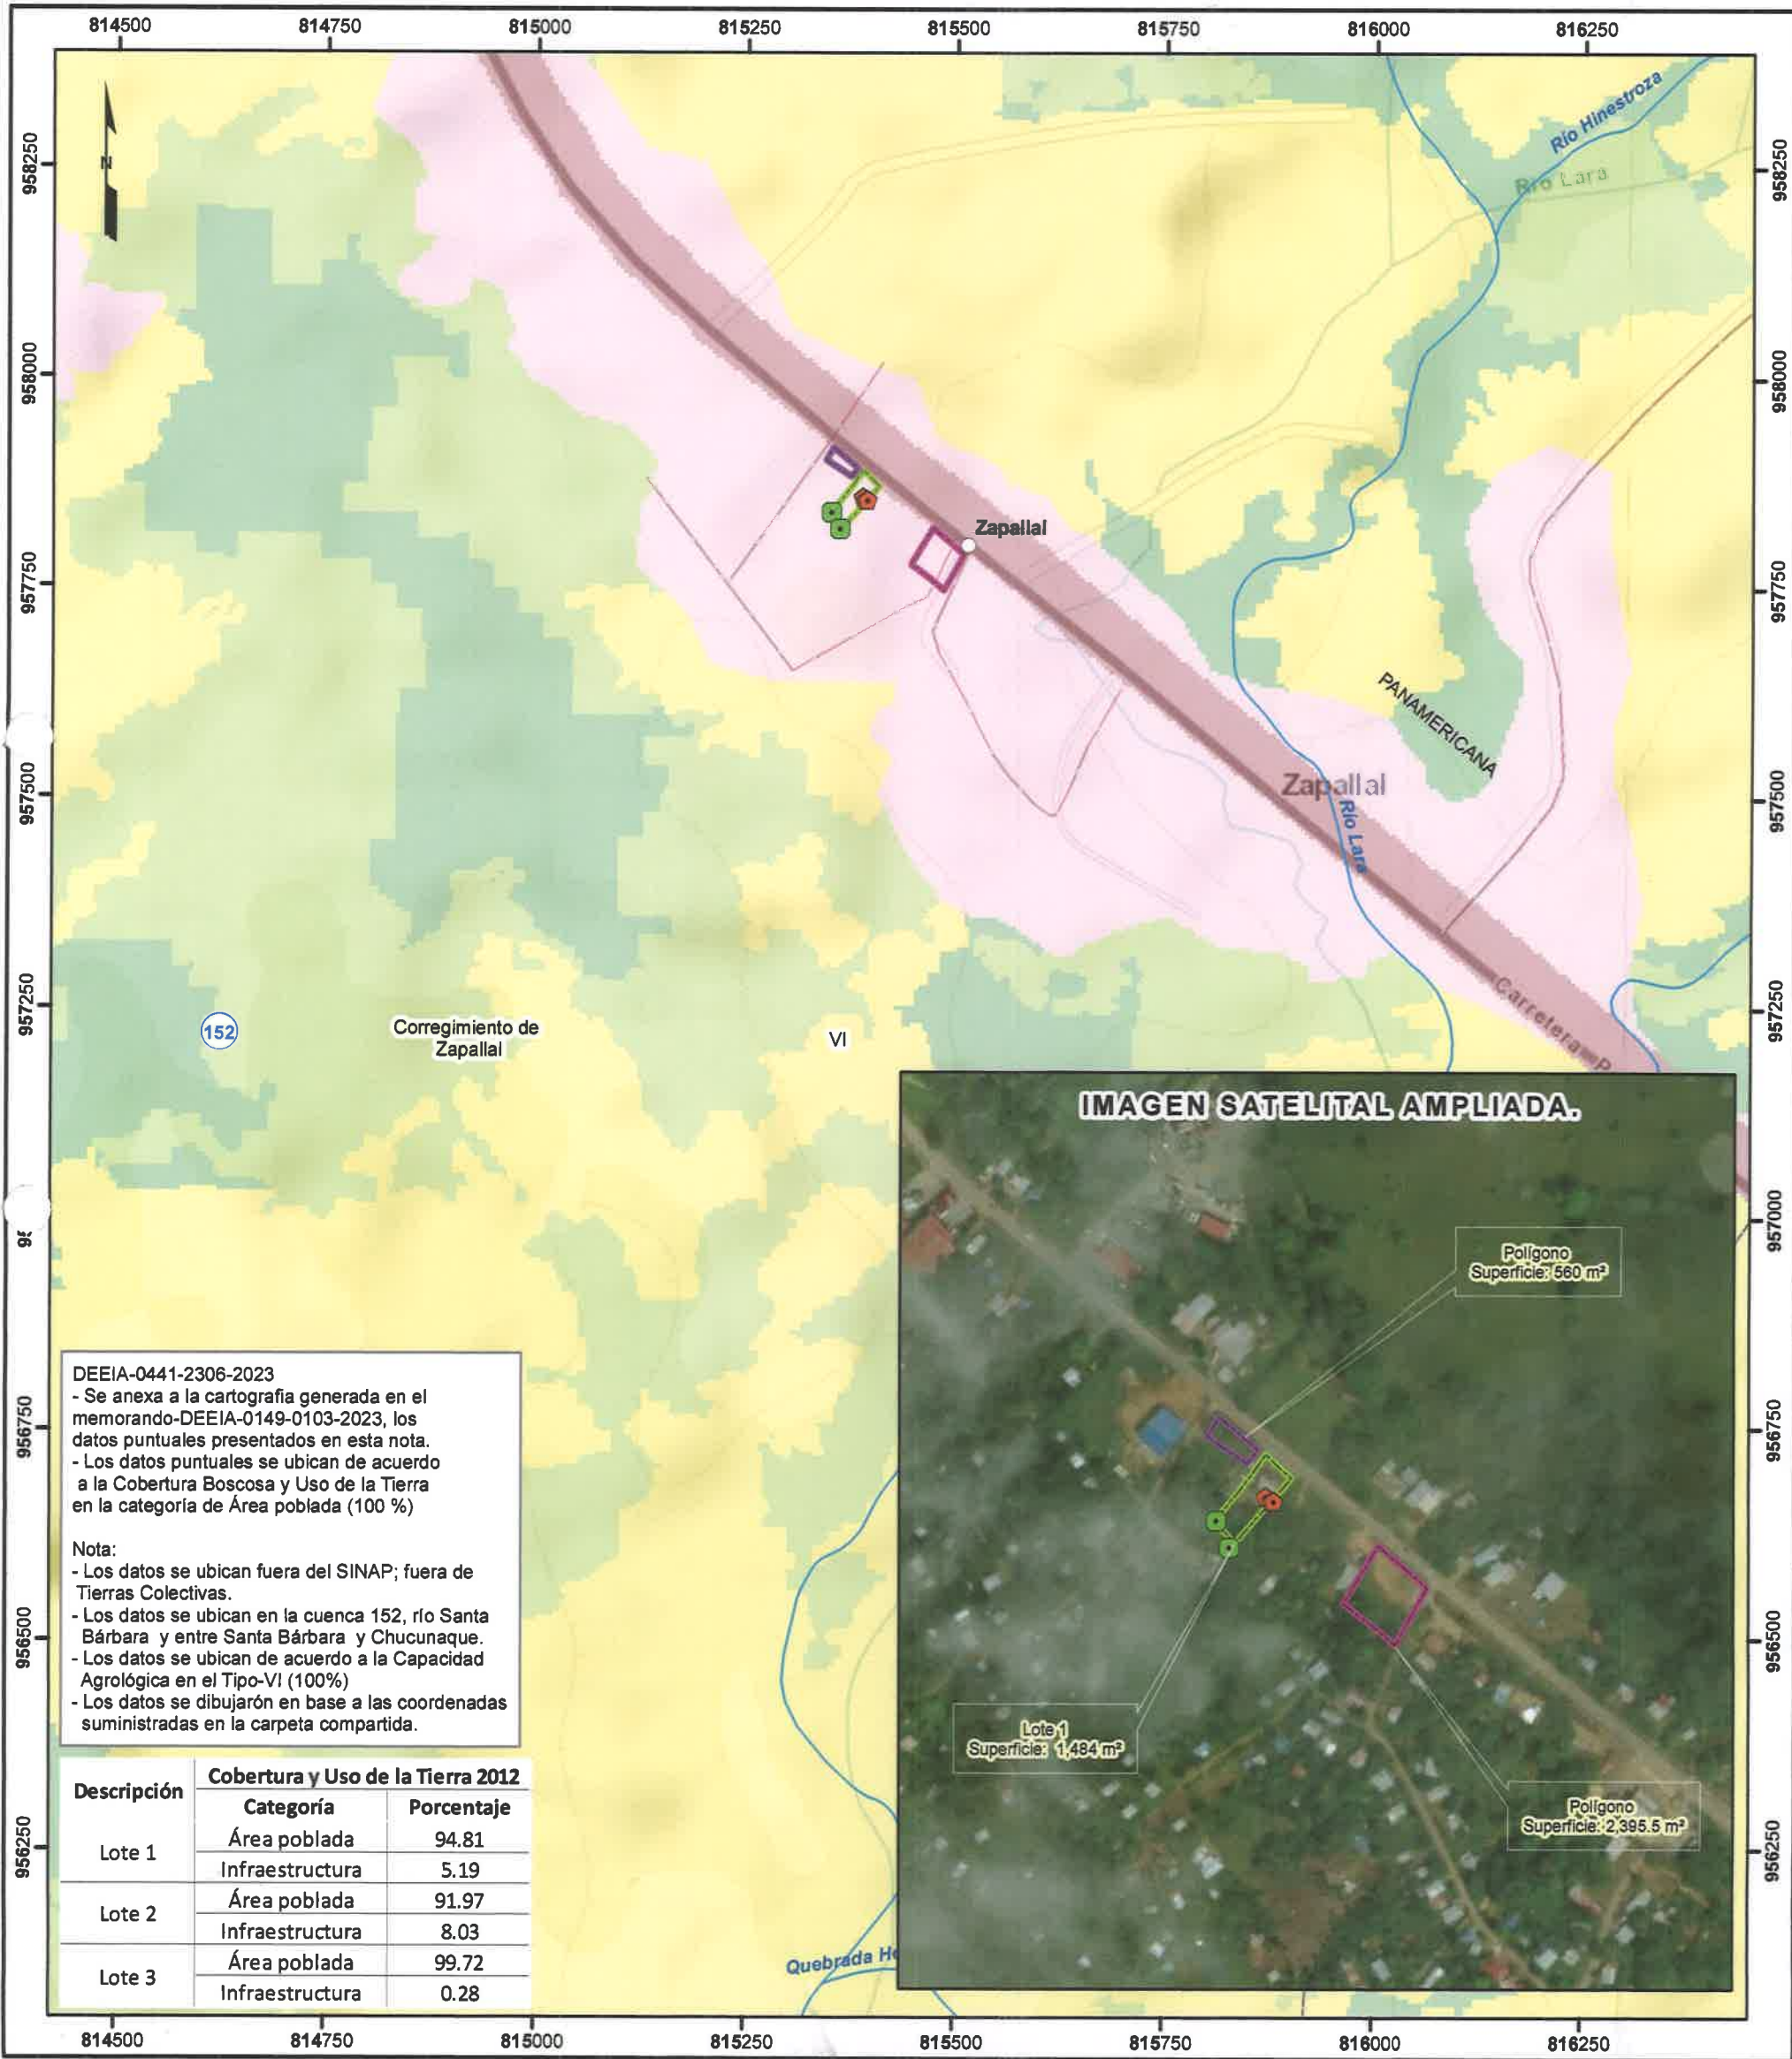 814500 814750 815000 815250 815500 815750 816000 816250
958250
958000
957750
957500
957250
956750
956500
956250
958250
958000
957750
957500
957250
957000
956750
956500
956250
N
Río Hinestroza
Río Lara
Zapallal
PANAMERICANA
Zapallal
Río Lara
Carretera P
152
Corregimiento de
Zapallal
VI
IMAGEN SATELITAL AMPLIADA.
Polígono
Superficie: 560 m²
Lote 1
Superficie: 1,484 m²
Polígono
Superficie: 2,395.5 m²
DEEIA-0441-2306-2023
- Se anexa a la cartografia generada en el
memorando-DEEIA-0149-0103-2023, los
datos puntuales presentados en esta nota.
- Los datos puntuales se ubican de acuerdo
a la Cobertura Boscosa y Uso de la Tierra
en la categoría de Área poblada (100 %)
Nota:
- Los datos se ubican fuera del SINAP; fuera de
Tierras Colectivas.
- Los datos se ubican en la cuenca 152, río Santa
Bárbara y entre Santa Bárbara y Chucunaque.
- Los datos se ubican de acuerdo a la Capacidad
Agrológica en el Tipo-VI (100%)
- Los datos se dibujarón en base a las coordenadas
suministradas en la carpeta compartida.
Descripción Cobertura y Uso de la Tierra 2012
Categoría Porcentaje
Lote 1 Área poblada 94.81
Infraestructura 5.19
Lote 2 Área poblada 91.97
Infraestructura 8.03
Lote 3 Área poblada 99.72
Infraestructura 0.28
Quebrada
814500 814750 815000 815250 815500 815750 816000 816250